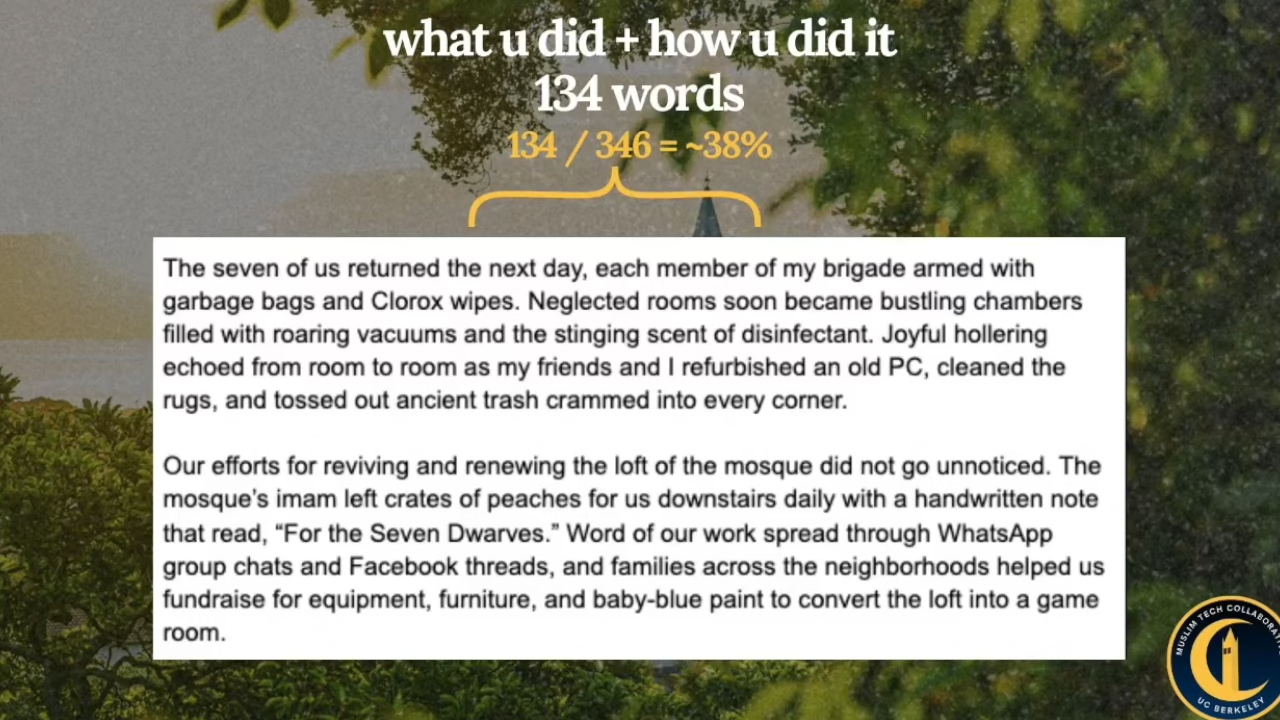 what u did + how u did it
134 words
134 / 346 = ~38%
The seven of us returned the next day, each member of my brigade armed with
garbage bags and Clorox wipes. Neglected rooms soon became bustling chambers
filled with roaring vacuums and the stinging scent of disinfectant. Joyful hollering
echoed from room to room as my friends and I refurbished an old PC, cleaned the
rugs, and tossed out ancient trash crammed into every corner.
Our efforts for reviving and renewing the loft of the mosque did not go unnoticed. The
mosque’s imam left crates of peaches for us downstairs daily with a handwritten note
that read, “For the Seven Dwarves.” Word of our work spread through WhatsApp
group chats and Facebook threads, and families across the neighborhoods helped us
fundraise for equipment, furniture, and baby-blue paint to convert the loft into a game
room.
MUSLIM TECH
UC BERKELEY